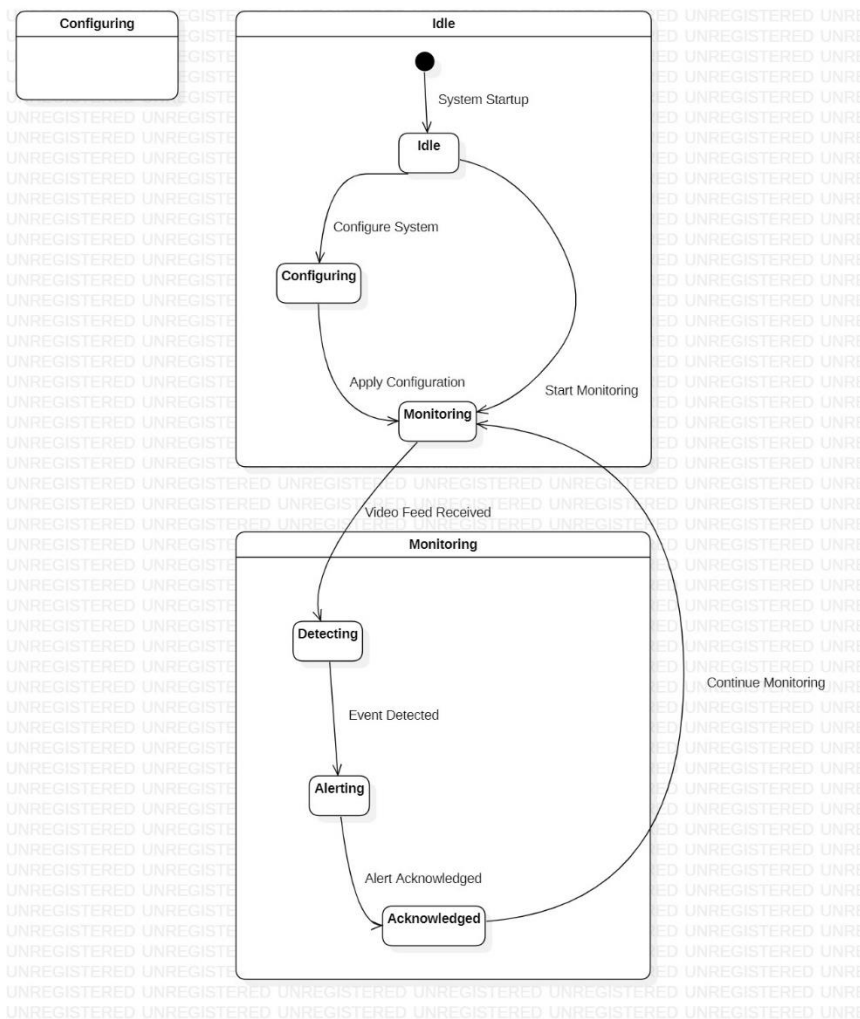 Configuring
Idle
System Startup
Idle
Configure System
Configuring
Apply Configuration
Start Monitoring
Monitoring
Video Feed Received
Monitoring
Detecting
Continue Monitoring
Event Detected
Alerting
Alert Acknowledged
Acknowledged
UNREGISTERED